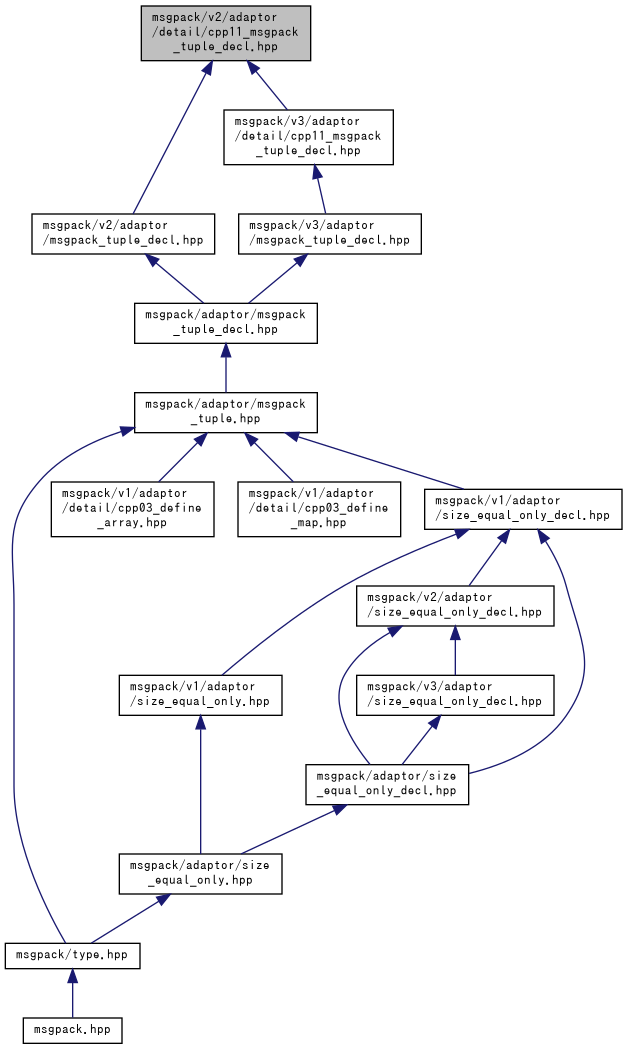 msgpack/v2/adaptor
/detail/cpp11_msgpack
_tuple_decl.hpp
msgpack/v3/adaptor
/detail/cpp11_msgpack
_tuple_decl.hpp
msgpack/v2/adaptor
/msgpack_tuple_decl.hpp
msgpack/v3/adaptor
/msgpack_tuple_decl.hpp
msgpack/adaptor/msgpack
_tuple_decl.hpp
msgpack/adaptor/msgpack
_tuple.hpp
msgpack/v1/adaptor
/detail/cpp03_define
_array.hpp
msgpack/v1/adaptor
/detail/cpp03_define
_map.hpp
msgpack/v1/adaptor
/size_equal_only_decl.hpp
msgpack/v2/adaptor
/size_equal_only_decl.hpp
msgpack/v1/adaptor
/size_equal_only.hpp
msgpack/v3/adaptor
/size_equal_only_decl.hpp
msgpack/adaptor/size
_equal_only_decl.hpp
msgpack/adaptor/size
_equal_only.hpp
msgpack/type.hpp
msgpack.hpp